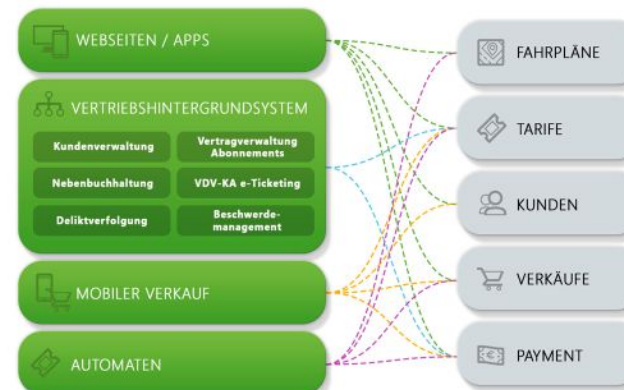 WEBSEITEN / APPS
VERTRIEBSHINTERGRUNDSYSTEM
Kundenverwaltung
Vertragverwaltung
Abonnements
Nebenbuchhaltung
VDV-KA e-Ticketing
Deliktverfolgung
Beschwerde-
management
MOBILER VERKAUF
AUTOMATEN
FAHRPLÄNE
TARIFE
KUNDEN
VERKÄUFE
PAYMENT